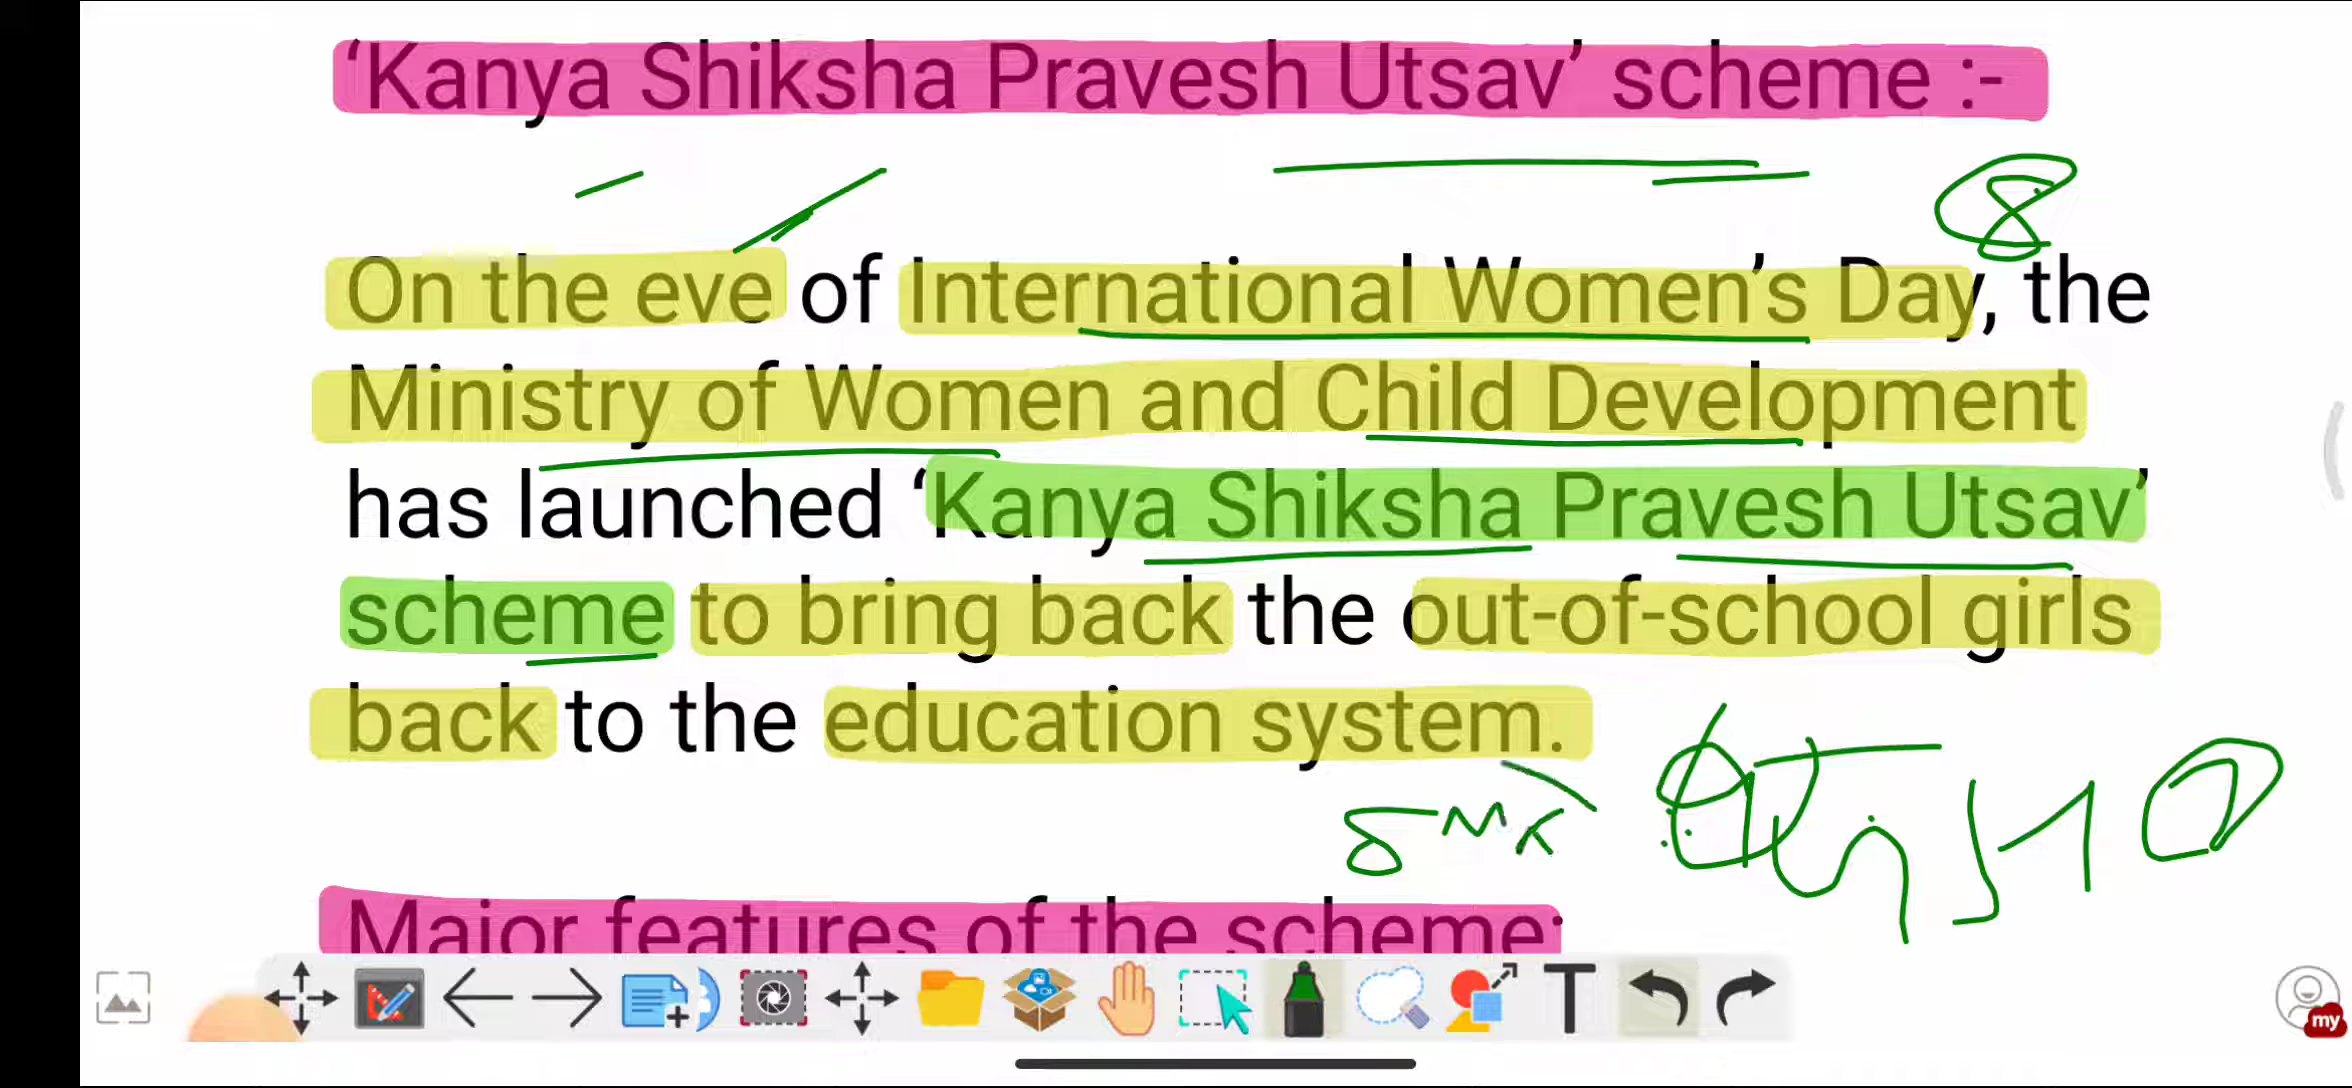 ‘Kanya Shiksha Pravesh Utsav’ scheme :-
8
On the eve of International Women’s Day, the
Ministry of Women and Child Development
has launched ‘Kanya Shiksha Pravesh Utsav’
scheme to bring back the out-of-school girls
back to the education system.
Major features of the scheme:
T
my